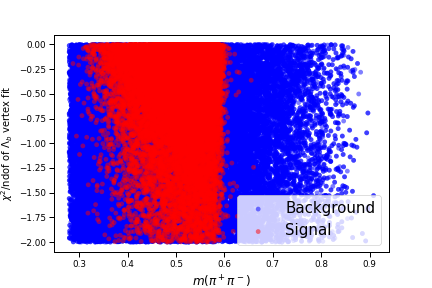 0.00
−0.25
−0.50
−0.75
−1.00
−1.25
−1.50
−1.75
−2.00
χ²/ndof of Λb vertex fit
Background
Signal
0.3 0.4 0.5 0.6 0.7 0.8 0.9
m(π⁺π⁻)